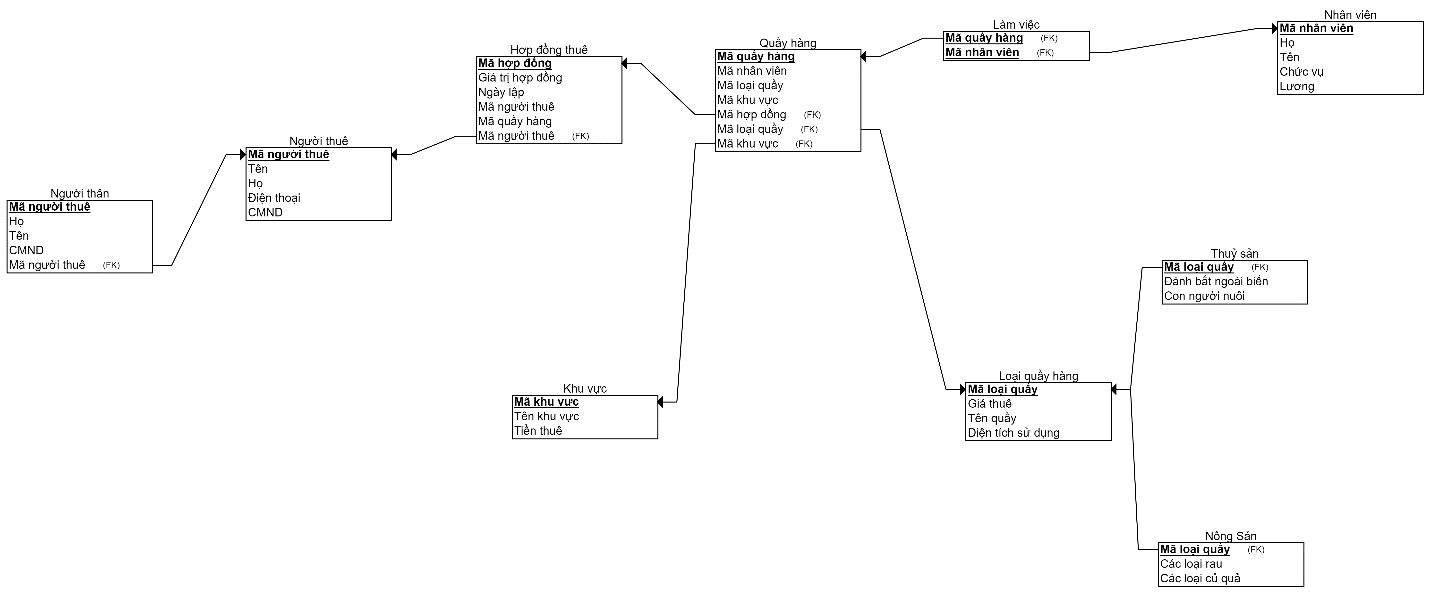 Người thân
Mã người thuê
Họ
Tên
CMND
Mã người thuê (FK)
Người thuê
Mã người thuê
Tên
Họ
Điện thoại
CMND
Hợp đồng thuê
Mã hợp đồng
Giá trị hợp đồng
Ngày lập
Mã người thuê
Mã quầy hàng
Mã người thuê (FK)
Quầy hàng
Mã quầy hàng
Mã nhân viên
Mã loại quầy
Mã khu vực
Mã hợp đồng (FK)
Mã loại quầy (FK)
Mã khu vực (FK)
Làm việc
Mã quầy hàng (FK)
Mã nhân viên (FK)
Nhân viên
Mã nhân viên
Họ
Tên
Chức vụ
Lương
Khu vực
Mã khu vực
Tên khu vực
Tiền thuê
Loại quầy hàng
Mã loại quầy
Giá thuê
Tên quầy
Diện tích sử dụng
Thuỷ sản
Mã loại quầy (FK)
Đánh bắt ngoài biển
Con người nuôi
Nông Sản
Mã loại quầy (FK)
Các loại rau
Các loại củ quả